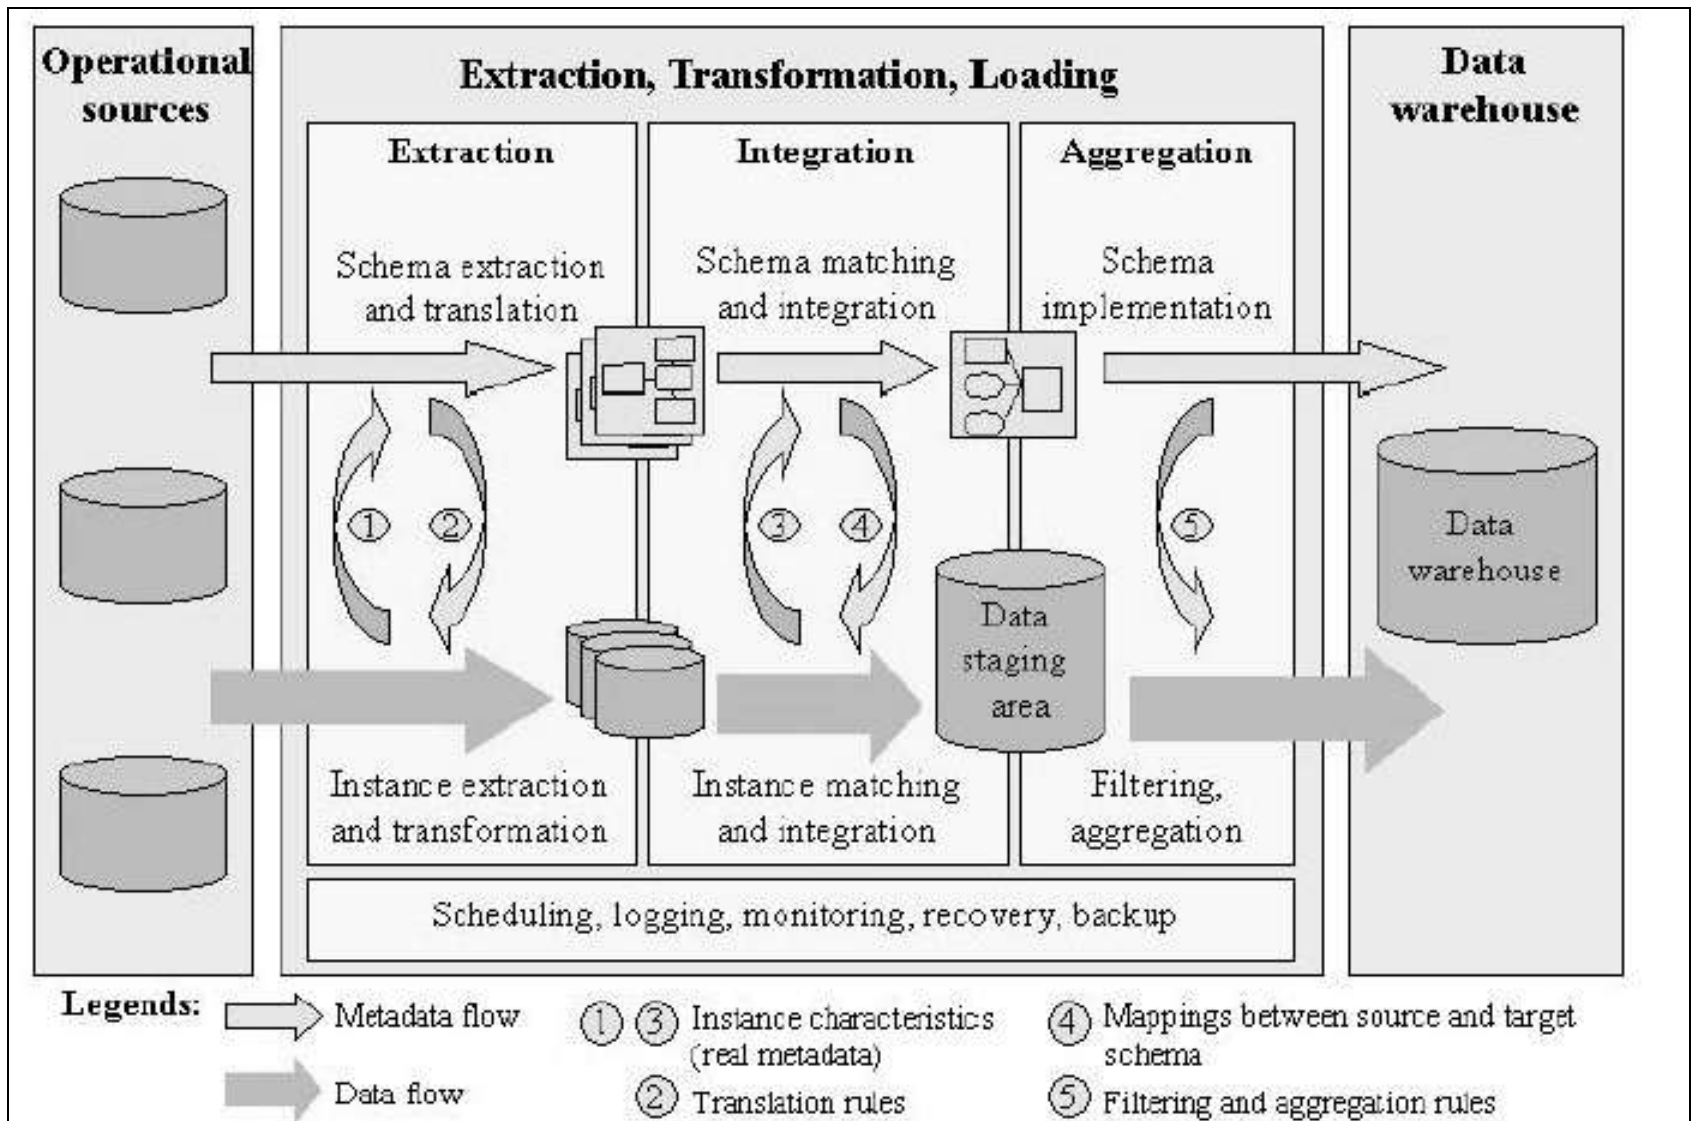 Operational
sources
Extraction, Transformation, Loading
Data
warehouse
Extraction
Integration
Aggregation
Schema extraction
and translation
Schema matching
and integration
Schema
implementation
1
2
3
4
5
Data
warehouse
Data
staging
area
Instance extraction
and transformation
Instance matching
and integration
Filtering,
aggregation
Scheduling, logging, monitoring, recovery, backup
Legends:
Metadata flow
Data flow
1 3 Instance characteristics
(real metadata)
2 Translation rules
4 Mappings between source and target
schema
5 Filtering and aggregation rules